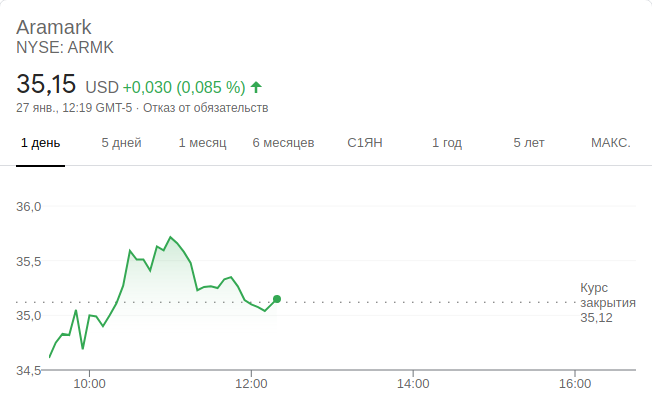 Aramark
NYSE: ARMK
35,15 USD +0,030 (0,085 %)
27 янв., 12:19 GMT-5 · Отказ от обязательств
1 день 5 дней 1 месяц 6 месяцев С1ЯН 1 год 5 лет МАКС.
36,0
35,5
Курс
закрытия
35,12
35,0
34,5
10:00 12:00 14:00 16:00